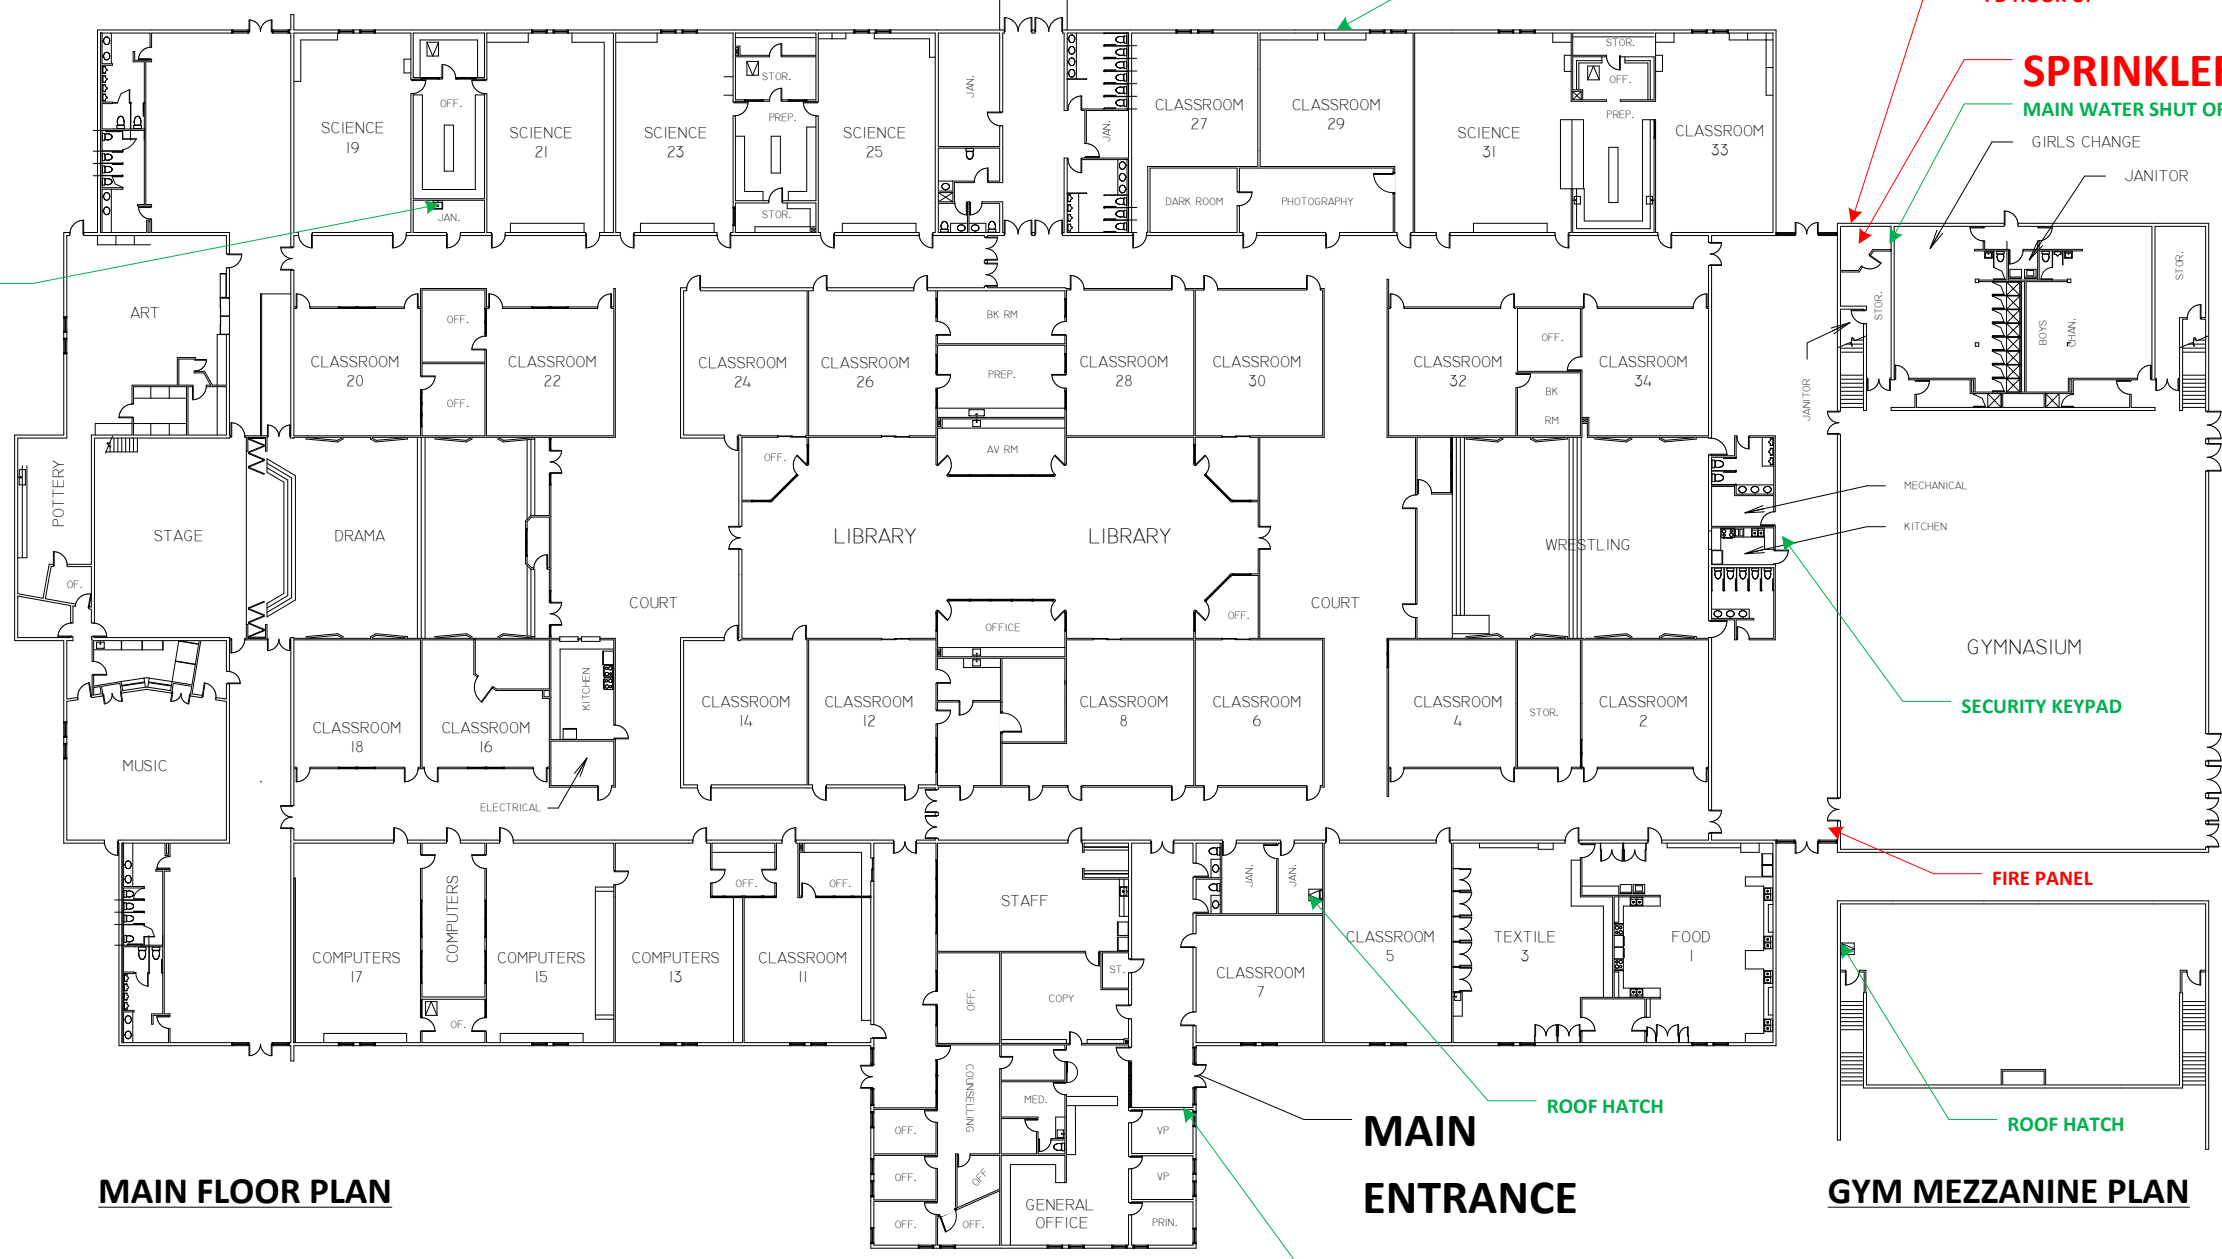 FD HOOK UP
SPRINKLER
MAIN WATER SHUT OF
GIRLS CHANGE
JANITOR
SCIENCE
19
OFF.
JAN.
SCIENCE
21
SCIENCE
23
STOR.
PREP.
STOR.
SCIENCE
25
JAN.
JAN.
CLASSROOM
27
CLASSROOM
29
DARK ROOM
PHOTOGRAPHY
SCIENCE
31
STOR.
OFF.
PREP.
CLASSROOM
33
STOR.
BOYS
CHAN.
STOR.
JANITOR
ART
CLASSROOM
20
OFF.
OFF.
CLASSROOM
22
CLASSROOM
24
CLASSROOM
26
BK RM
PREP.
AV RM
CLASSROOM
28
CLASSROOM
30
CLASSROOM
32
OFF.
BK
RM
CLASSROOM
34
POTTERY
OF.
STAGE
DRAMA
COURT
OFF.
LIBRARY
LIBRARY
OFFICE
OFF.
COURT
WRESTLING
MECHANICAL
KITCHEN
GYMNASIUM
SECURITY KEYPAD
MUSIC
CLASSROOM
18
CLASSROOM
16
KITCHEN
ELECTRICAL
CLASSROOM
14
CLASSROOM
12
CLASSROOM
8
CLASSROOM
6
CLASSROOM
4
STOR.
CLASSROOM
2
FIRE PANEL
COMPUTERS
17
COMPUTERS
OF.
COMPUTERS
15
COMPUTERS
13
OFF.
OFF.
CLASSROOM
11
STAFF
OFF.
COPY
ST.
JAN.
JAN.
CLASSROOM
7
CLASSROOM
5
TEXTILE
3
FOOD
1
COUNSELLING
MED.
OFF.
OFF.
OFF.
OFF
OFF.
GENERAL
OFFICE
VP
VP
PRIN.
ROOF HATCH
ROOF HATCH
MAIN
ENTRANCE
MAIN FLOOR PLAN
GYM MEZZANINE PLAN